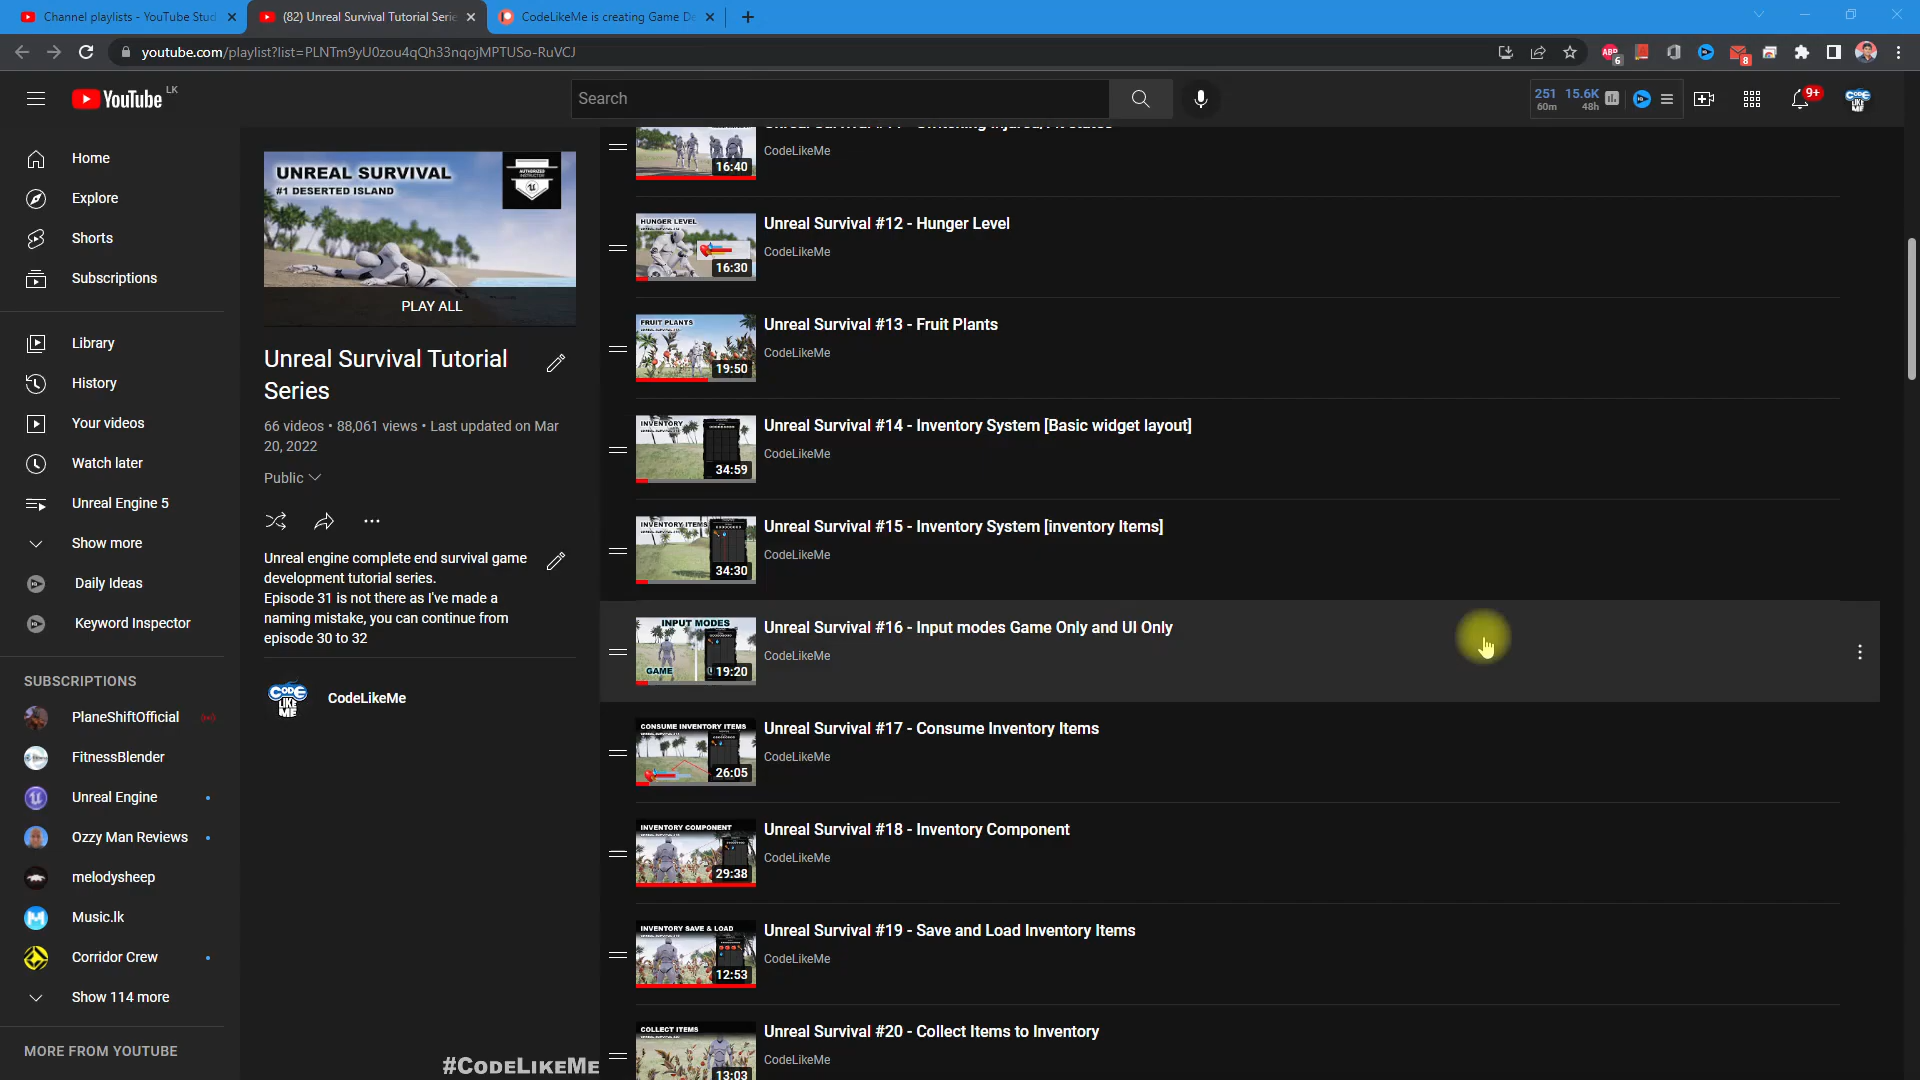 Channel playlists - YouTube Stud
(82) Unreal Survival Tutorial Serie
CodeLikeMe is creating Game De
youtube.com/playlist?list=PLNTm9yU0zou4qQh33nqojMPTUSo-RuVCJ
ABP
6
8
YouTube LK
Search
251 60m
15.6K 48h
9+
CODE LIKE ME
Home
Explore
Shorts
Subscriptions
Library
History
Your videos
Watch later
Unreal Engine 5
Show more
Daily Ideas
Keyword Inspector
SUBSCRIPTIONS
PlaneShiftOfficial
FitnessBlender
Unreal Engine
Ozzy Man Reviews
melodysheep
Music.lk
Corridor Crew
Show 114 more
MORE FROM YOUTUBE
UNREAL SURVIVAL
#1 DESERTED ISLAND
AUTHORIZED
INSTRUCTOR
PLAY ALL
Unreal Survival Tutorial
Series
66 videos • 88,061 views • Last updated on Mar
20, 2022
Public
Unreal engine complete end survival game
development tutorial series.
Episode 31 is not there as I've made a
naming mistake, you can continue from
episode 30 to 32
CODE LIKE ME
CodeLikeMe
#CodeLikeMe
16:40
CodeLikeMe
HUNGER LEVEL
16:30
Unreal Survival #12 - Hunger Level
CodeLikeMe
FRUIT PLANTS
19:50
Unreal Survival #13 - Fruit Plants
CodeLikeMe
INVENTORY
34:59
Unreal Survival #14 - Inventory System [Basic widget layout]
CodeLikeMe
INVENTORY ITEMS
34:30
Unreal Survival #15 - Inventory System [inventory Items]
CodeLikeMe
INPUT MODES
GAME
19:20
Unreal Survival #16 - Input modes Game Only and UI Only
CodeLikeMe
CONSUME INVENTORY ITEMS
26:05
Unreal Survival #17 - Consume Inventory Items
CodeLikeMe
INVENTORY COMPONENT
29:38
Unreal Survival #18 - Inventory Component
CodeLikeMe
INVENTORY SAVE & LOAD
12:53
Unreal Survival #19 - Save and Load Inventory Items
CodeLikeMe
COLLECT ITEMS
13:03
Unreal Survival #20 - Collect Items to Inventory
CodeLikeMe